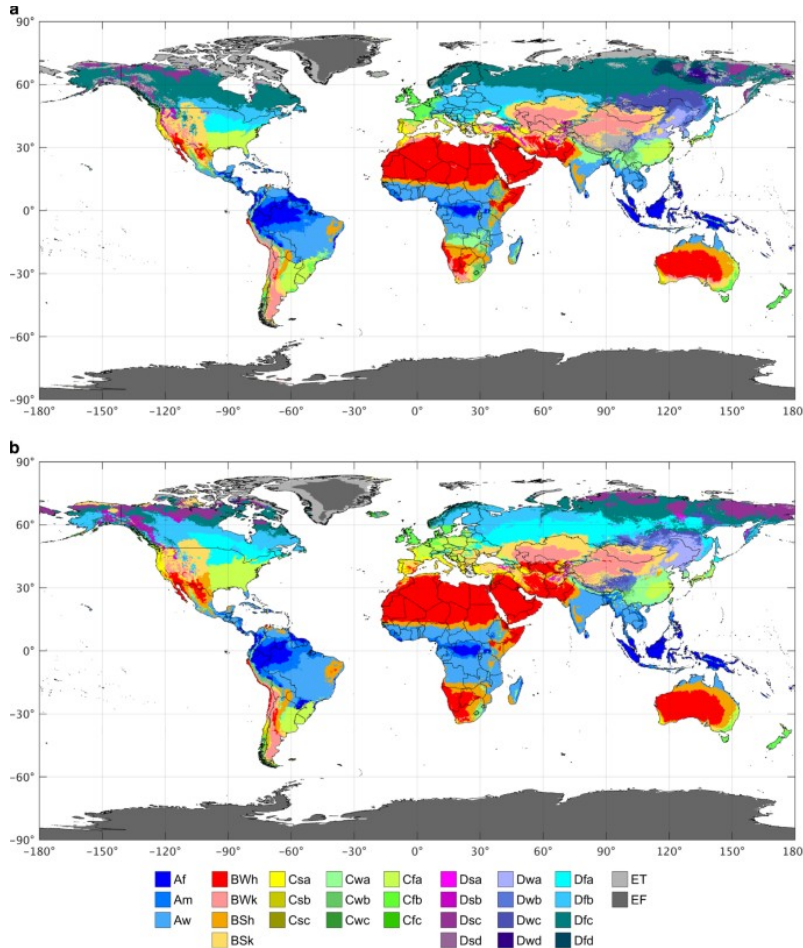 a
90°
60°
30°
0°
−30°
−60°
−90°
−180° −150° −120° −90° −60° −30° 0° 30° 60° 90° 120° 150° 180°
b
90°
60°
30°
0°
−30°
−60°
−90°
−180° −150° −120° −90° −60° −30° 0° 30° 60° 90° 120° 150° 180°
Af BWh Csa Cwa Cfa Dsa Dwa Dfa ET
Am BWk Csb Cwb Cfb Dsb Dwb Dfb EF
Aw BSh Csc Cwc Cfc Dsc Dwc Dfc
BSk Dsd Dwd Dfd